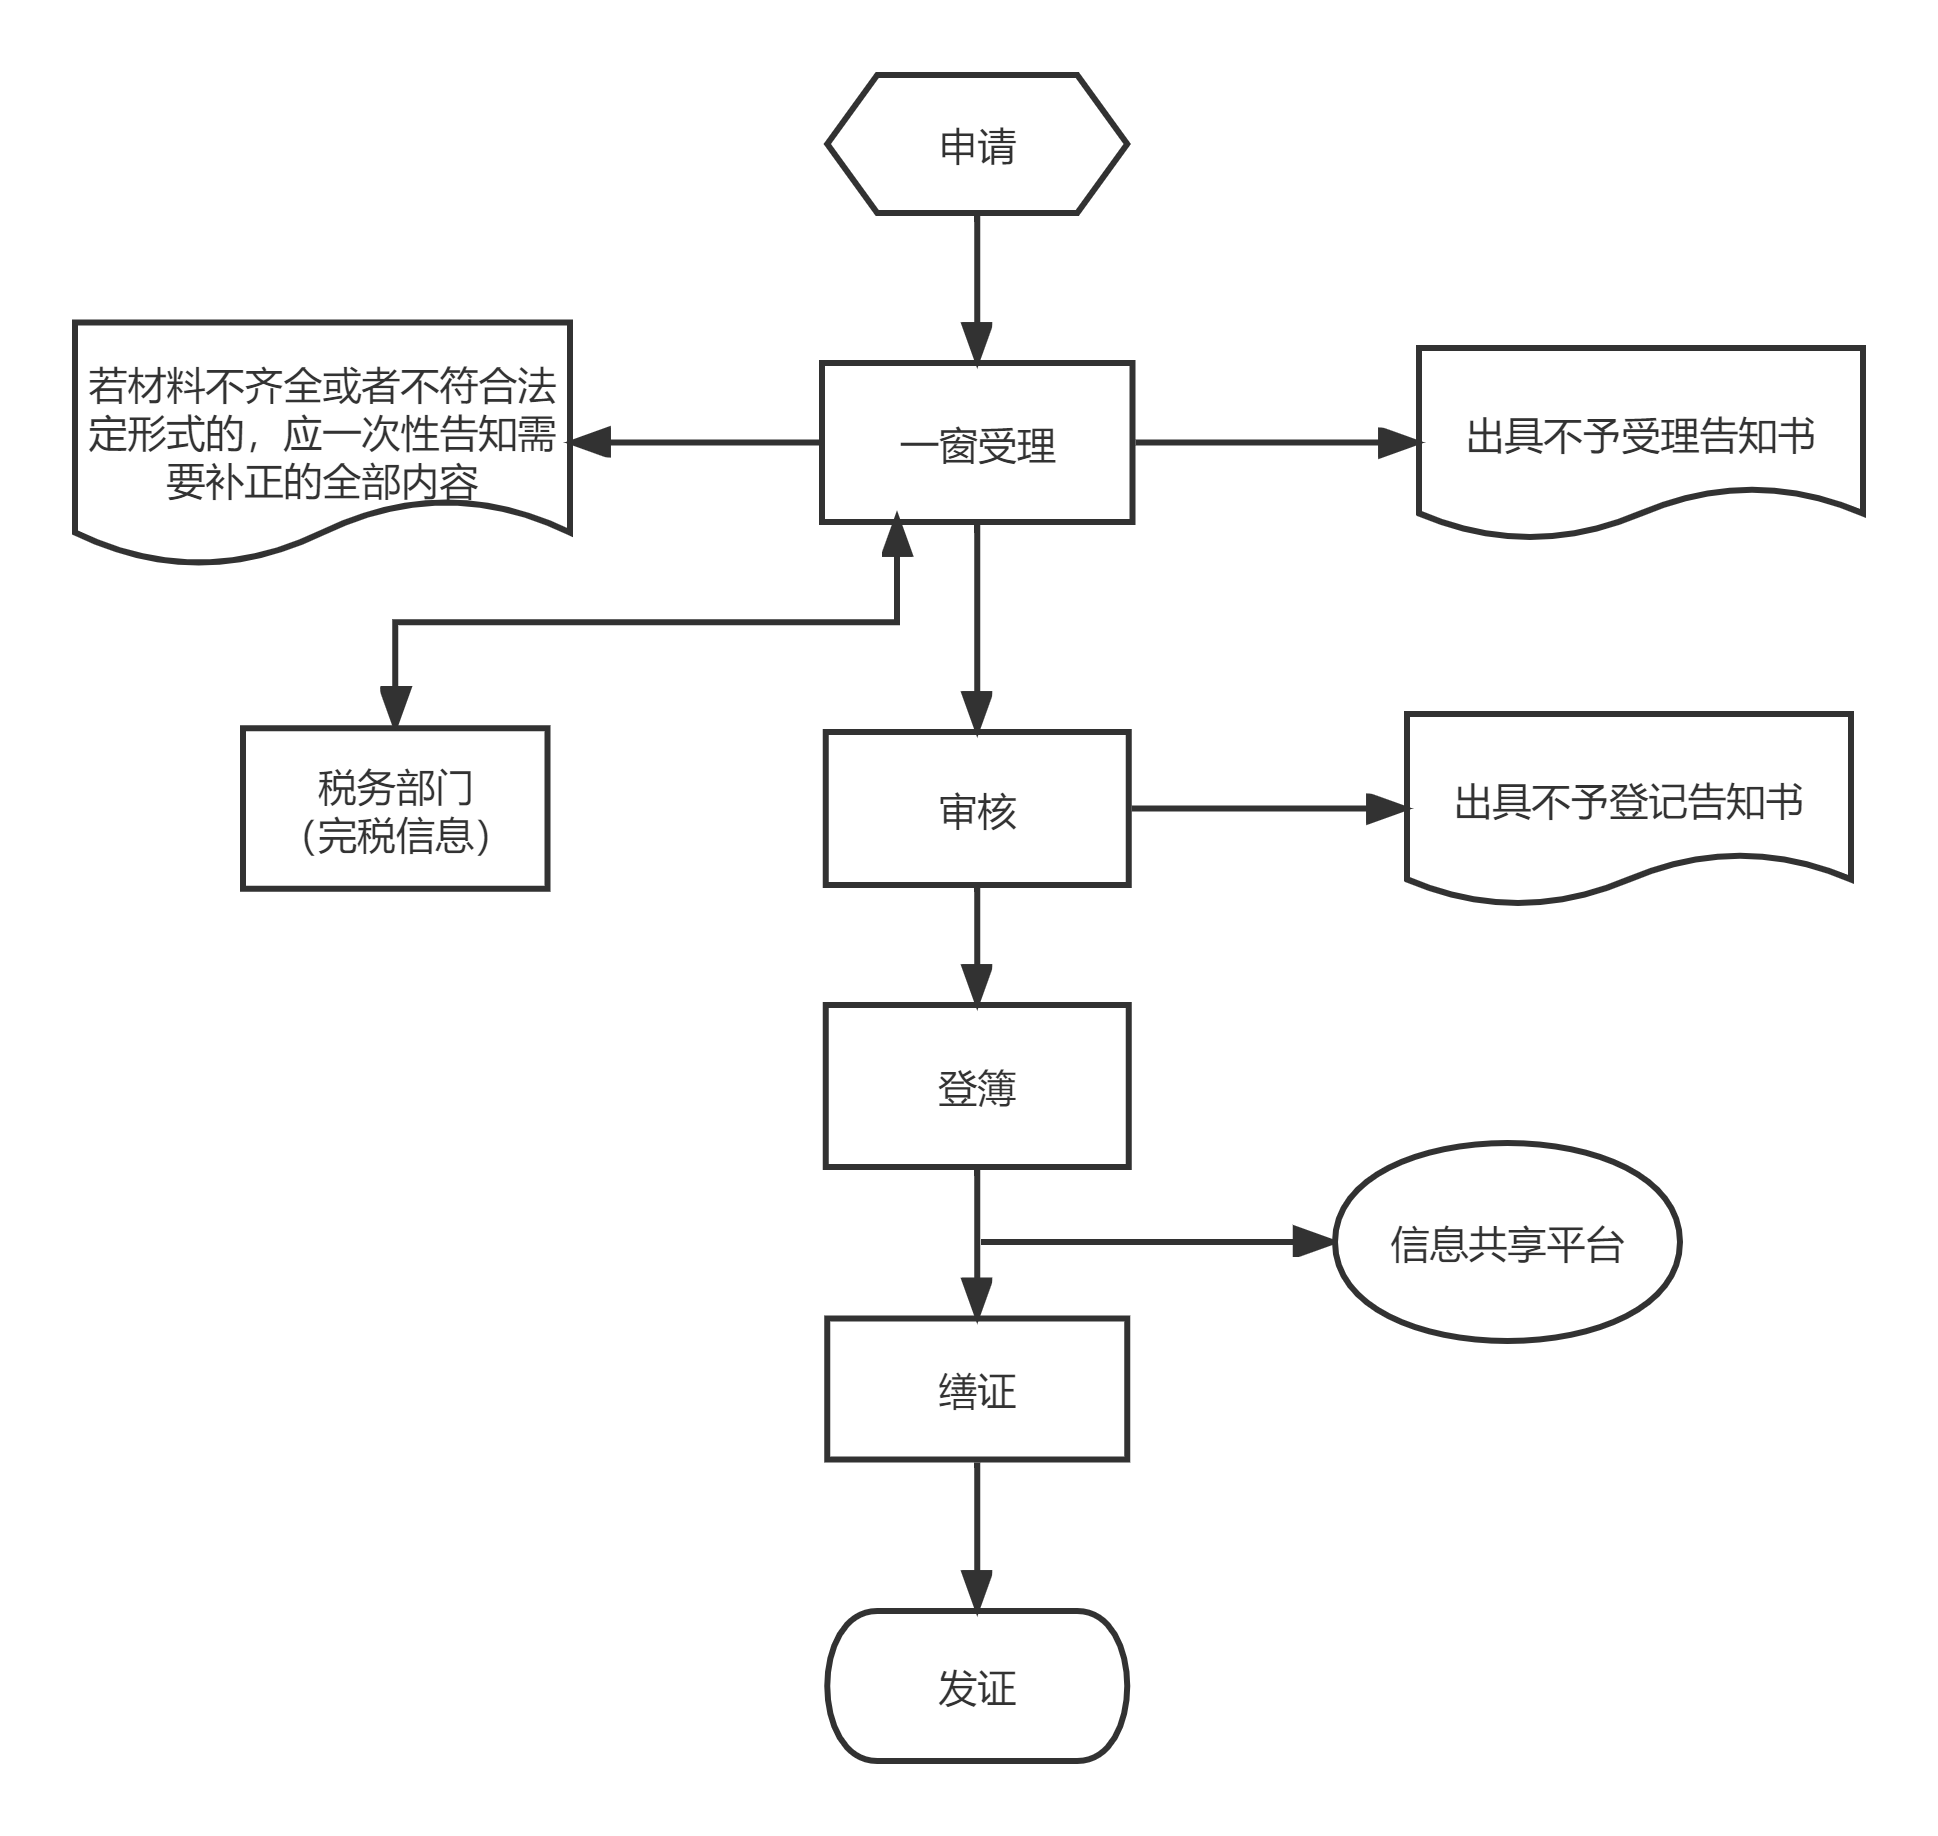 申请
若材料不齐全或者不符合法
定形式的，应一次性告知需
要补正的全部内容
一窗受理
出具不予受理告知书
税务部门
（完税信息）
审核
出具不予登记告知书
登簿
信息共享平台
缮证
发证